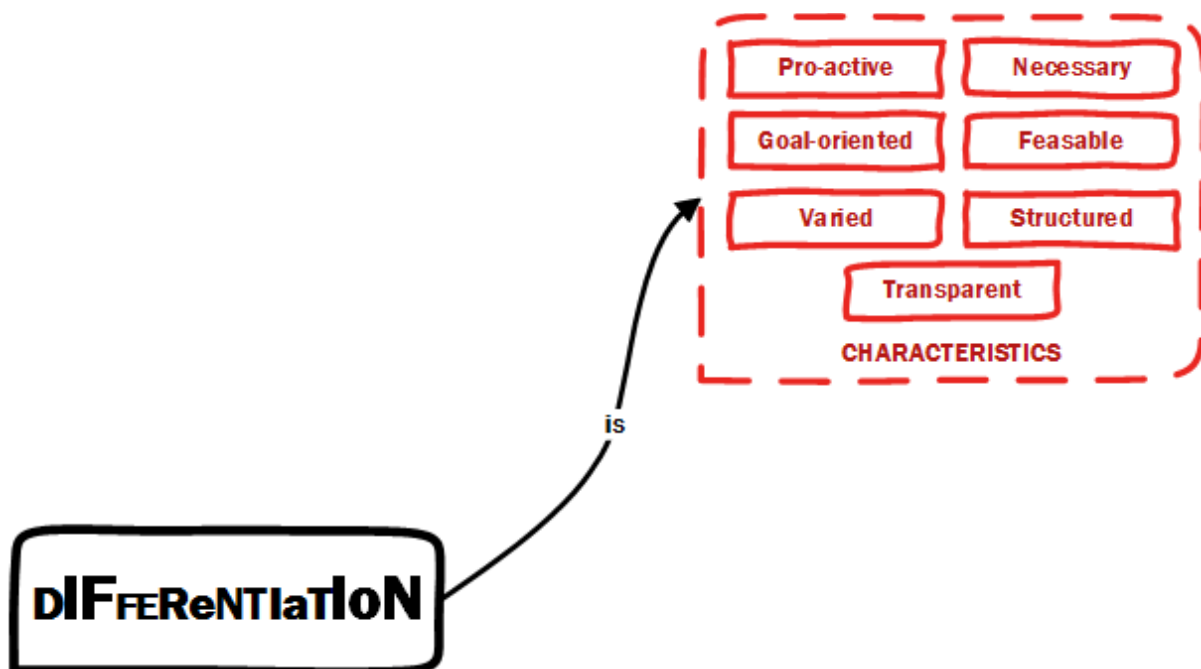 Pro-active Necessary
Goal-oriented Feasable
Varied Structured
Transparent
CHARACTERISTICS
is
DIFFEReNTIaTIoN